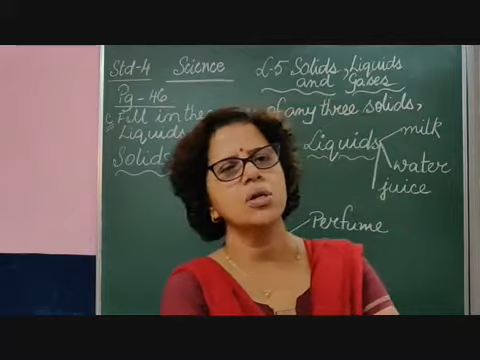 Std-4 Science L-5 Solids, Liquids
and Gases
Pg-46
C Fill in the of any three solids,
Liquids
Solids Liquids milk
water
juice
Perfume